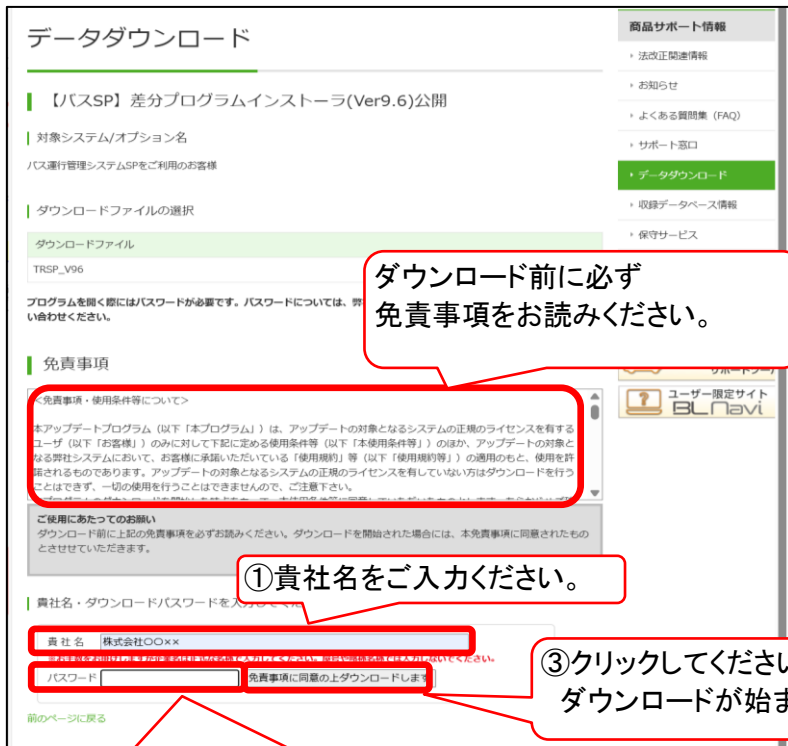 データダウンロード
【バスSP】差分プログラムインストーラ(Ver9.6)公開
対象システム/オプション名
バス運行管理システムSPをご利用のお客様
ダウンロードファイルの選択
ダウンロードファイル
TRSP_V96
プログラムを開く際にはパスワードが必要です。パスワードについては、弊
い合わせください。
ダウンロード前に必ず
免責事項をお読みください。
免責事項
<免責事項・使用条件等について>
本アップデートプログラム（以下「本プログラム」）は、アップデートの対象となるシステムの正規のライセンスを有する
ユーザ（以下「お客様」）のみに対して下記に定める使用条件等（以下「本使用条件等」）のほか、アップデートの対象と
なる弊社システムにおいて、お客様に承諾いただいている「使用規約」等（以下「使用規約等」）の適用のもと、使用を許
諾されるものであります。アップデートの対象となるシステムの正規のライセンスを有していない方はダウンロードを行う
ことはできず、一切の使用を行うことはできませんので、ご注意下さい。
ご使用にあたってのお願い
ダウンロード前に上記の免責事項を必ずお読みください。ダウンロードを開始された場合には、本免責事項に同意されたもの
とさせせていただきます。
①貴社名をご入力ください。
貴社名・ダウンロードパスワードを入力してくだ
貴社名 株式会社〇〇××
パスワード 免責事項に同意の上ダウンロードします
③クリックしてください
ダウンロードが始ま
前のページに戻る
商品サポート情報
法改正関連情報
お知らせ
よくある質問集（FAQ）
サポート窓口
データダウンロード
収録データベース情報
保守サービス
ユーザー限定サイト
BLNavi